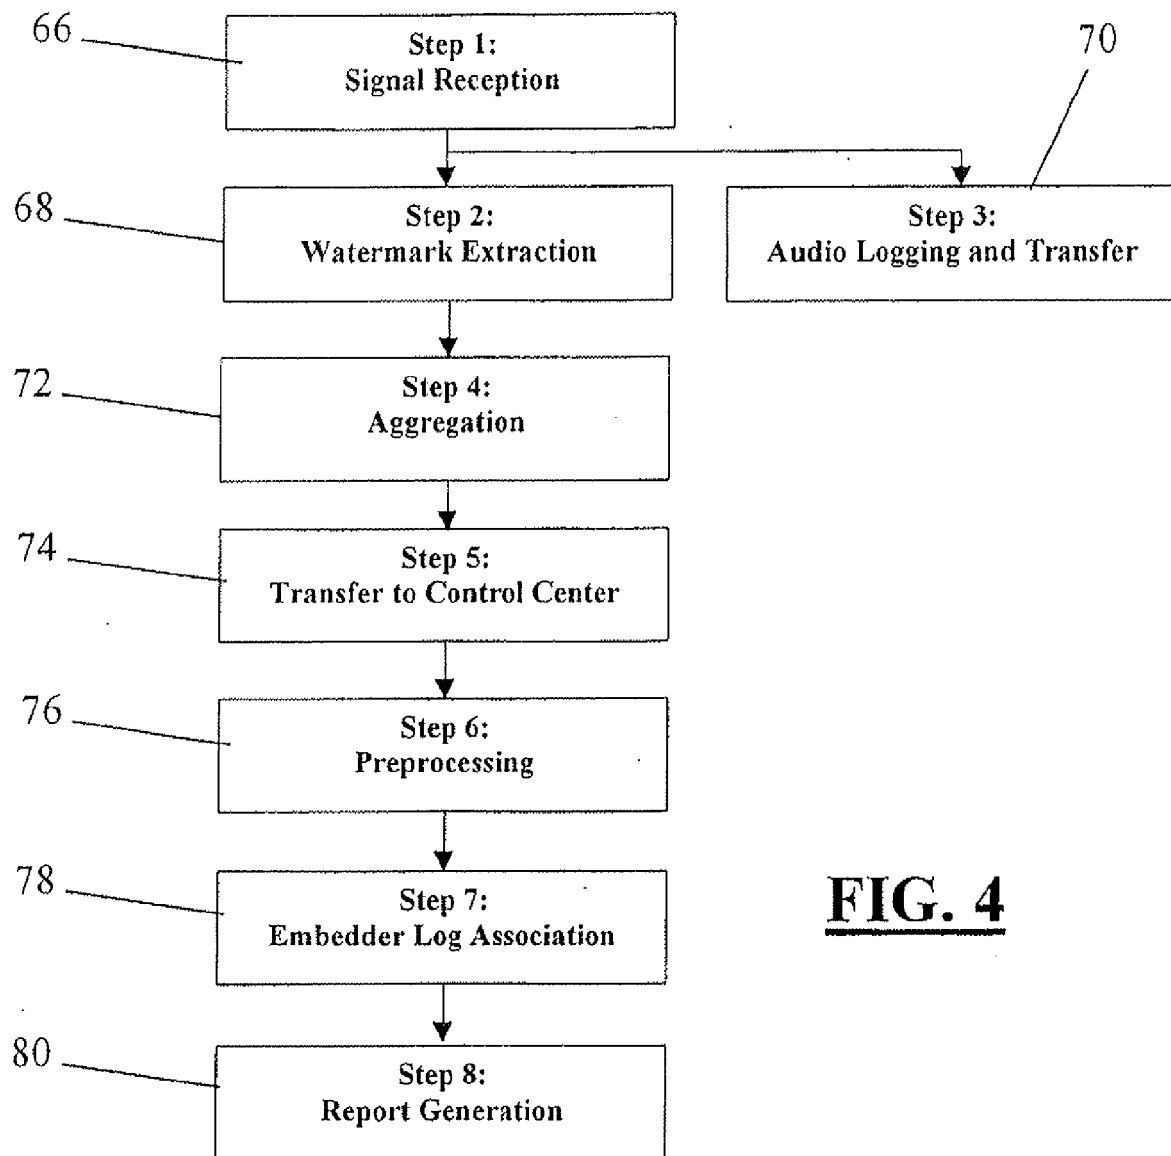 66
Step 1:
Signal Reception
70
68
Step 2:
Watermark Extraction
Step 3:
Audio Logging and Transfer
72
Step 4:
Aggregation
74
Step 5:
Transfer to Control Center
76
Step 6:
Preprocessing
78
Step 7:
Embedder Log Association
FIG. 4
80
Step 8:
Report Generation